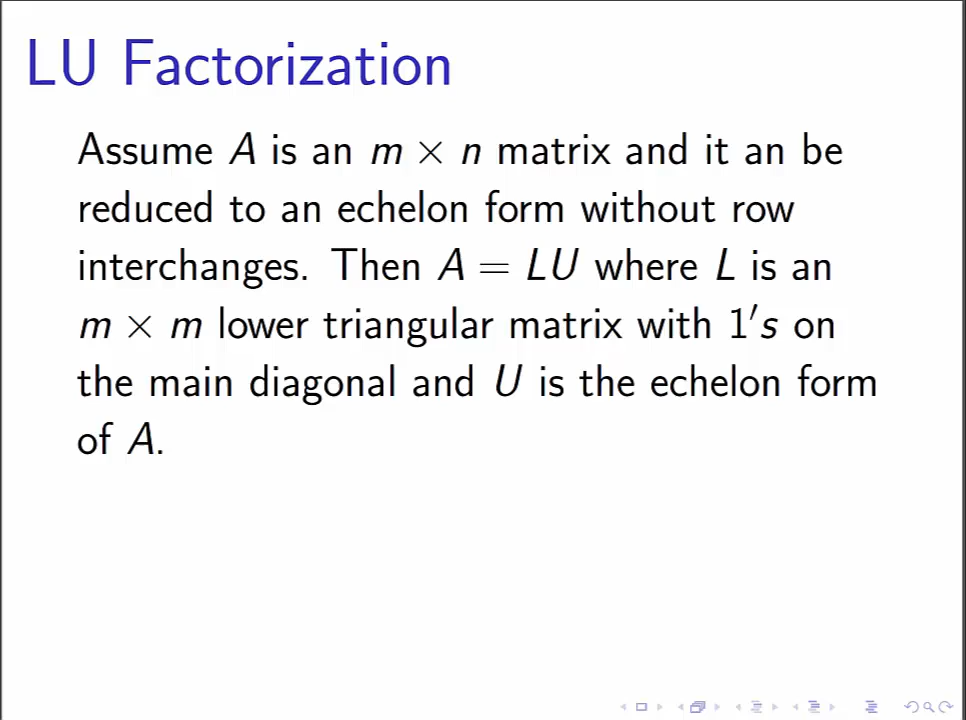 LU Factorization
Assume A is an m × n matrix and it an be
reduced to an echelon form without row
interchanges. Then A = LU where L is an
m × m lower triangular matrix with 1′s on
the main diagonal and U is the echelon form
of A.